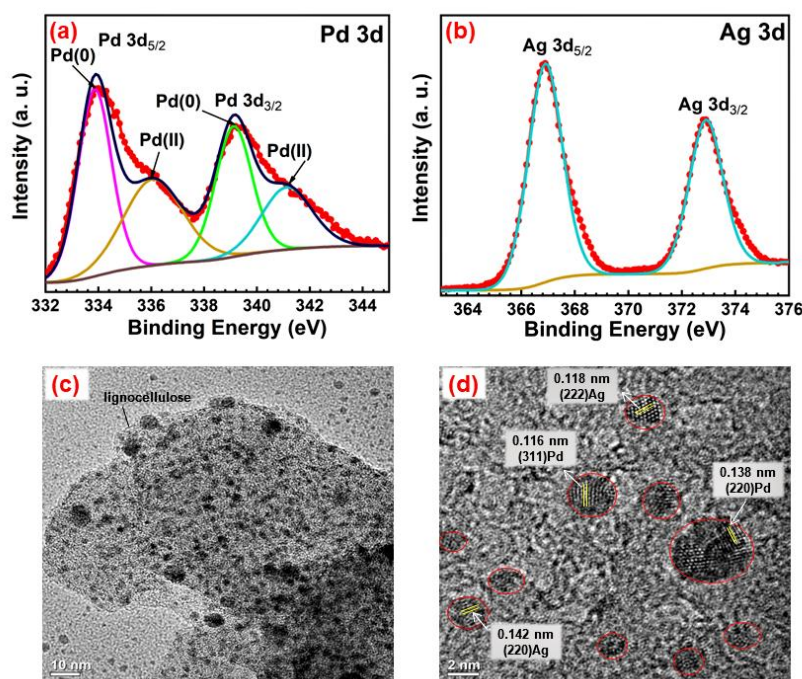 (a)
Pd 3d5/2
Pd 3d
Pd(0)
Pd(0)
Pd 3d3/2
Pd(II)
Pd(II)
Intensity (a. u.)
332 334 336 339 340 342 344
Binding Energy (eV)
(b)
Ag 3d
Ag 3d5/2
Ag 3d3/2
Intensity (a. u.)
364 366 368 370 372 374 376
Binding Energy (eV)
(c)
lignocellulose
10 nm
(d)
0.118 nm
(222)Ag
0.116 nm
(311)Pd
0.138 nm
(220)Pd
0.142 nm
(220)Ag
2 nm